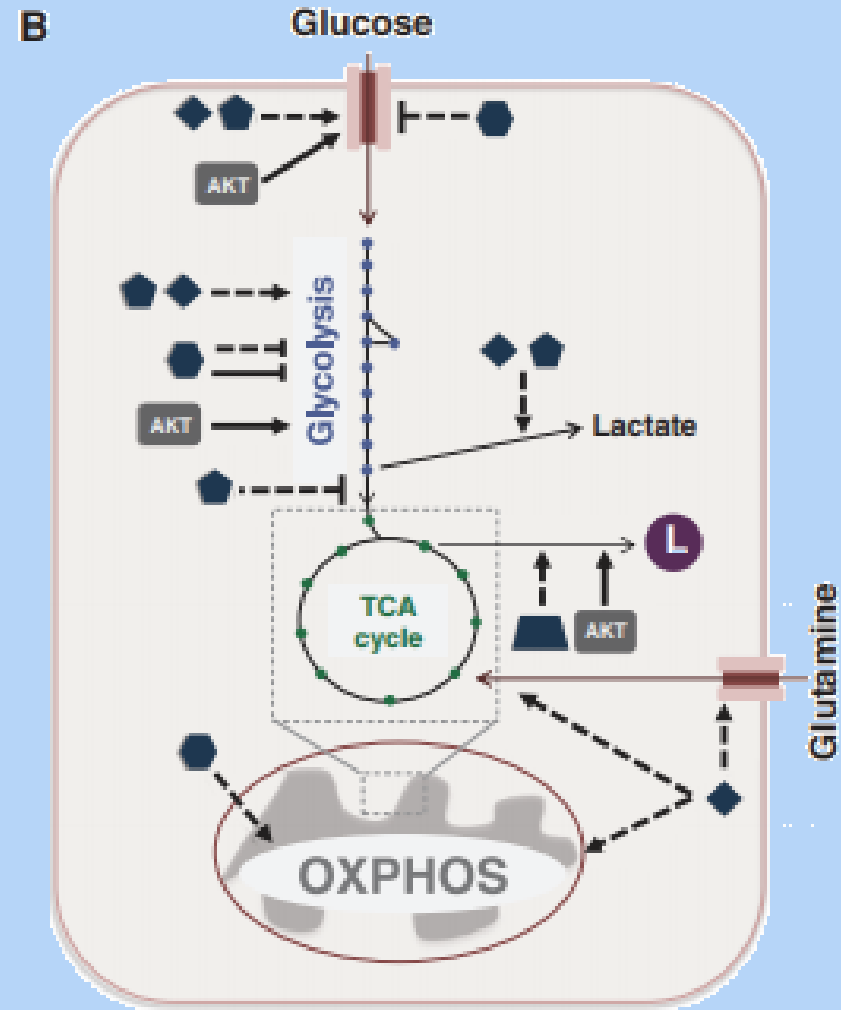 B
Glucose
AKT
Glycolysis
AKT
Lactate
L
TCA
cycle
AKT
Glutamine
OXPHOS